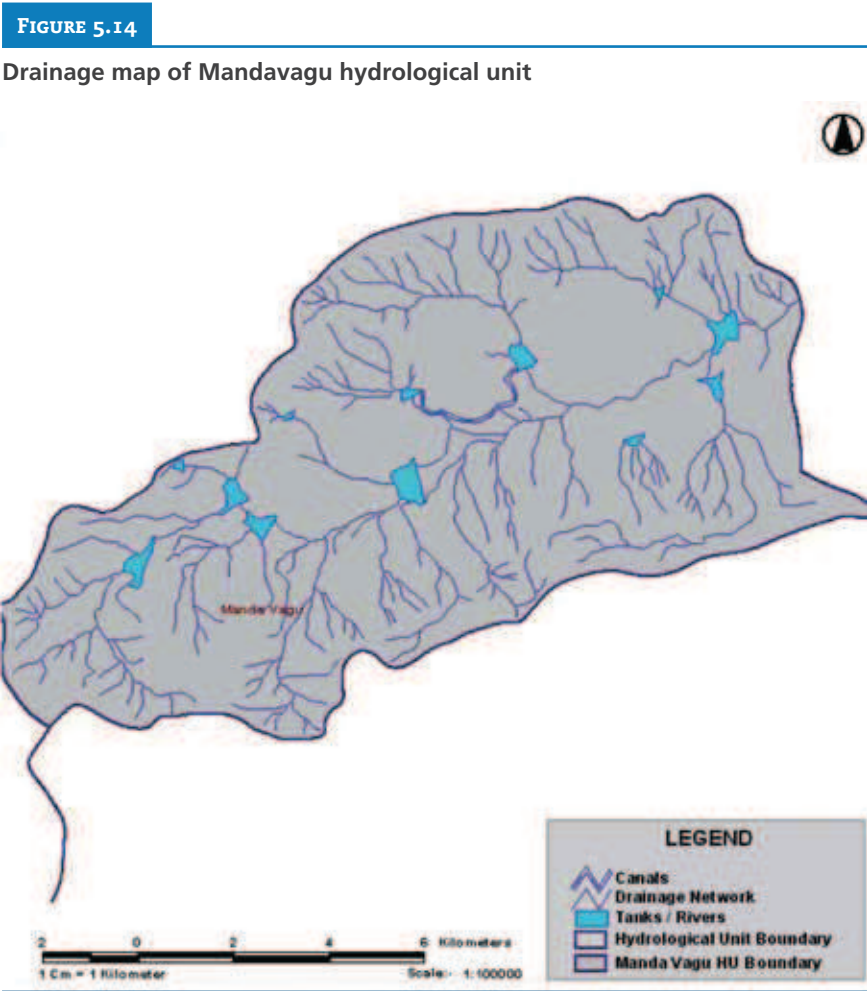 FIGURE 5.14
Drainage map of Mandavagu hydrological unit
Manda Vagu
LEGEND
Canals
Drainage Network
Tanks / Rivers
Hydrological Unit Boundary
Manda Vagu HU Boundary
2 0 2 4 6 Kilometers
1 Cm = 1 Kilometer Scale:- 1:100000